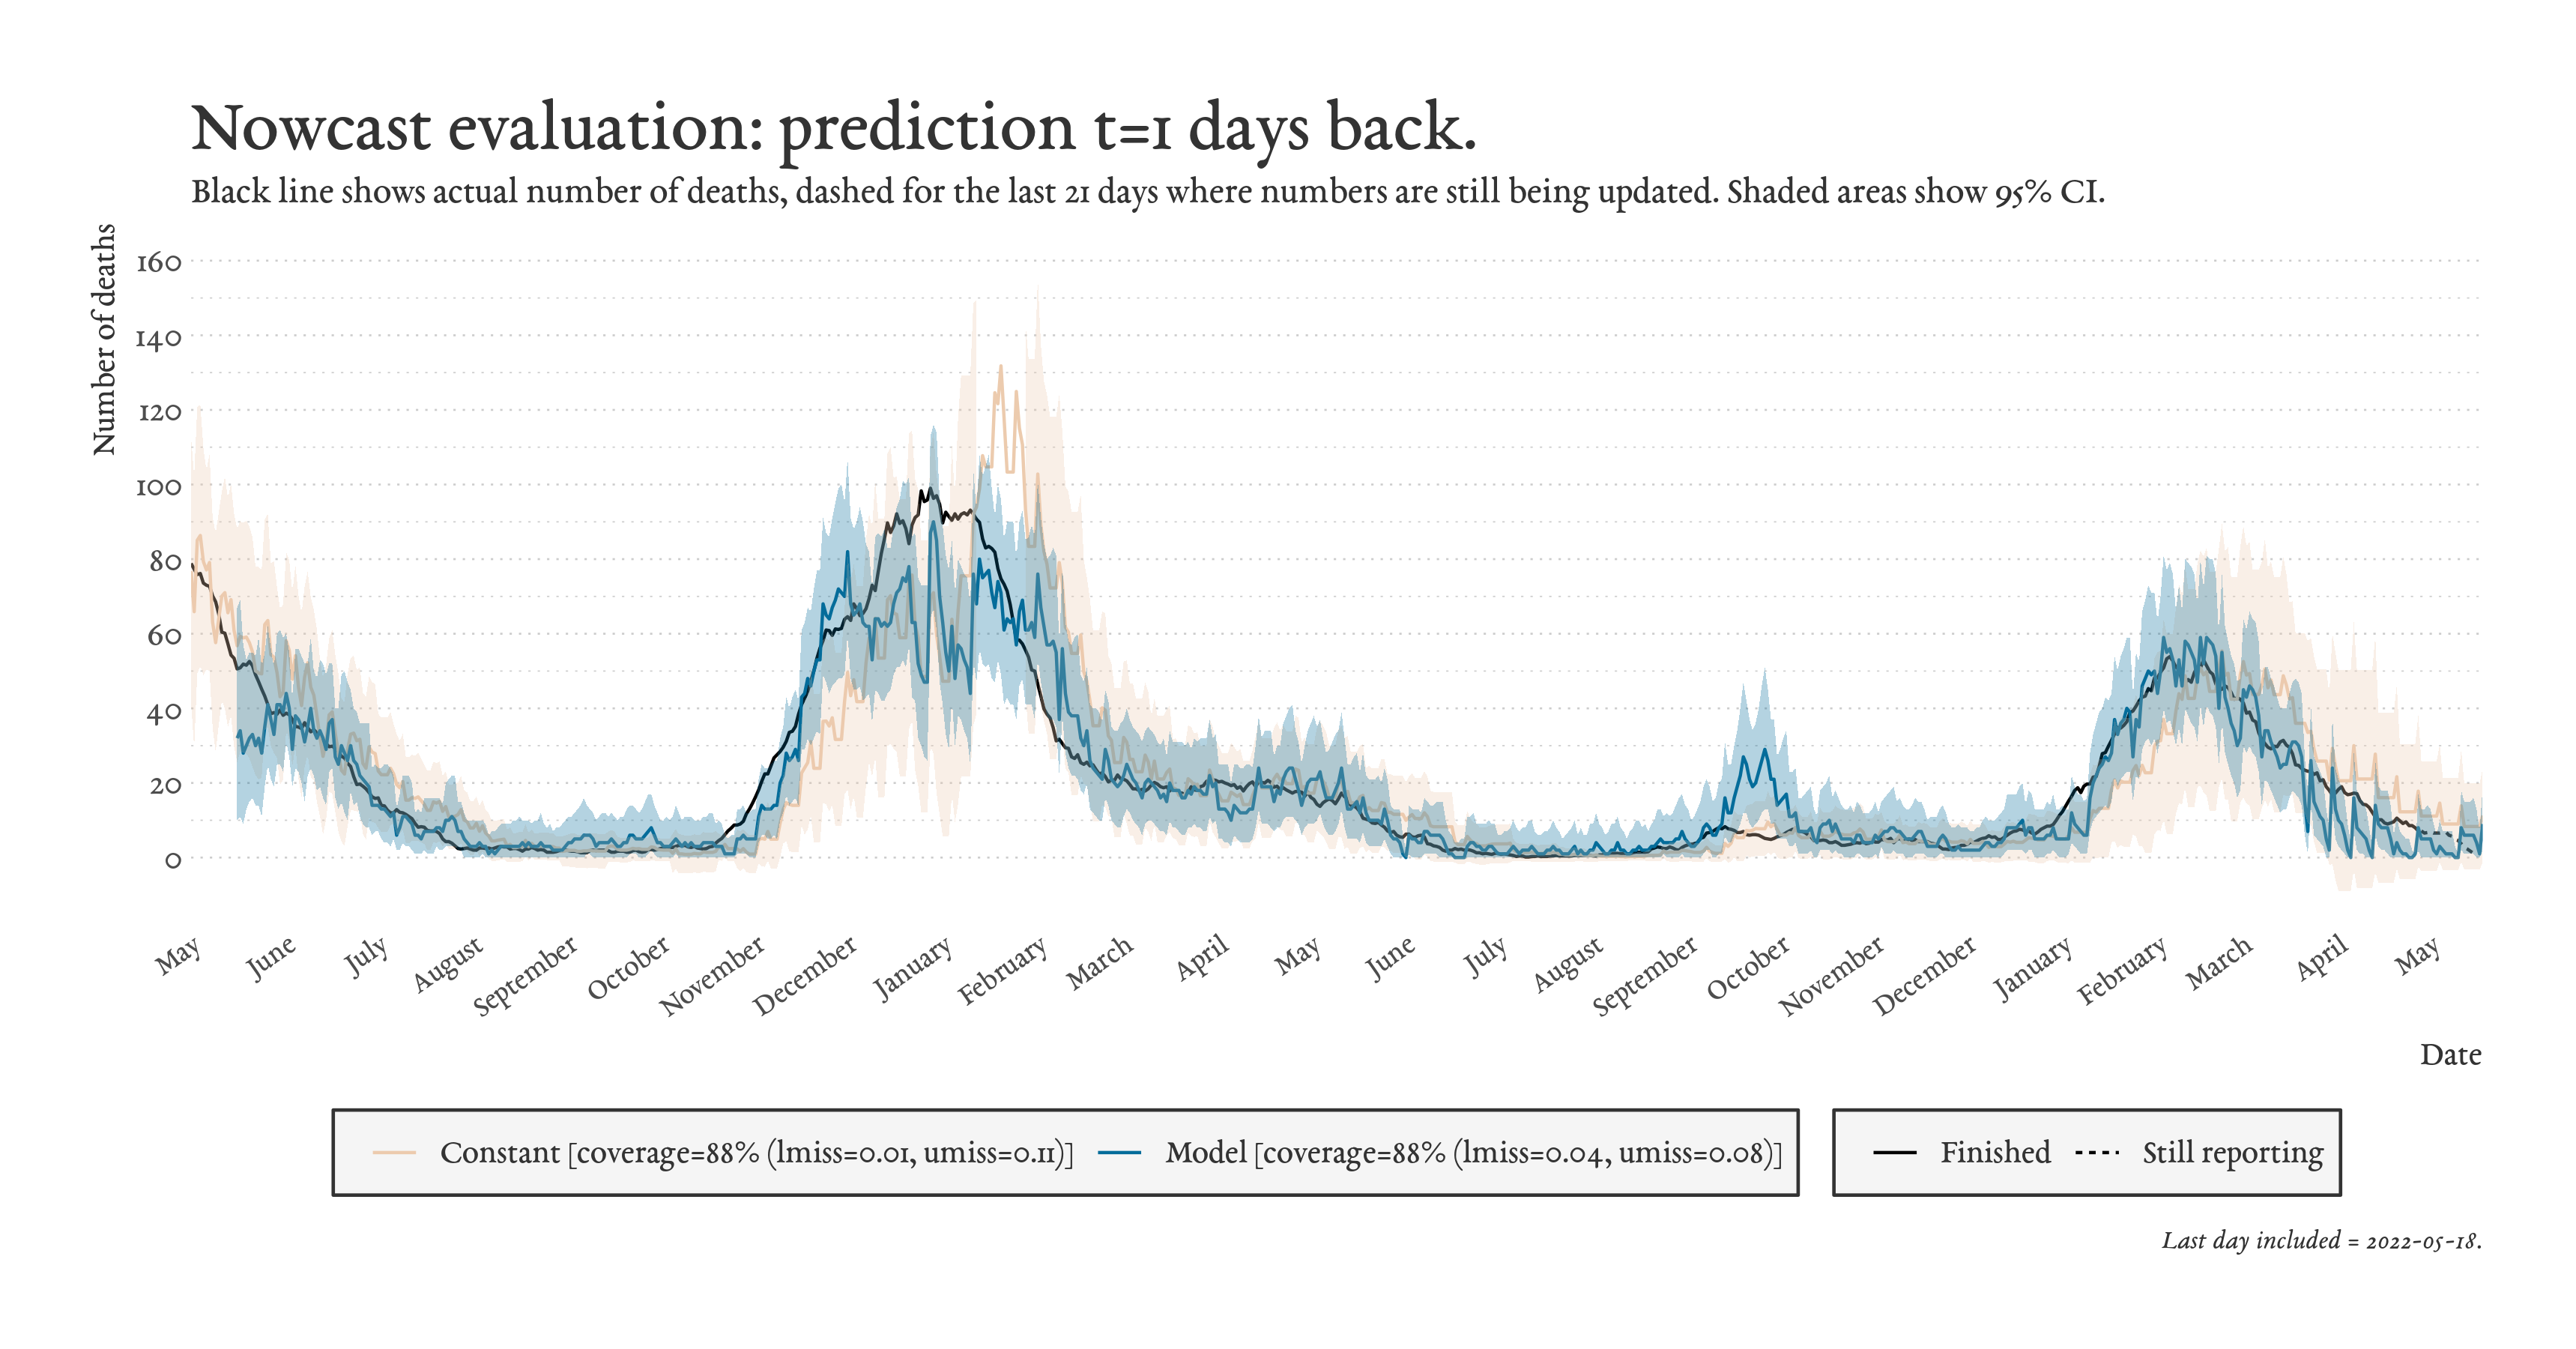 Nowcast evaluation: prediction t=1 days back.
Black line shows actual number of deaths, dashed for the last 21 days where numbers are still being updated. Shaded areas show 95% CI.
Number of deaths
160
140
120
100
80
60
40
20
0
May
June
July
August
September
October
November
December
January
February
March
April
May
June
July
August
September
October
November
December
January
February
March
April
May
Date
Constant [coverage=88% (lmiss=0.01, umiss=0.11)]
Model [coverage=88% (lmiss=0.04, umiss=0.08)]
Finished
Still reporting
Last day included = 2022-05-18.